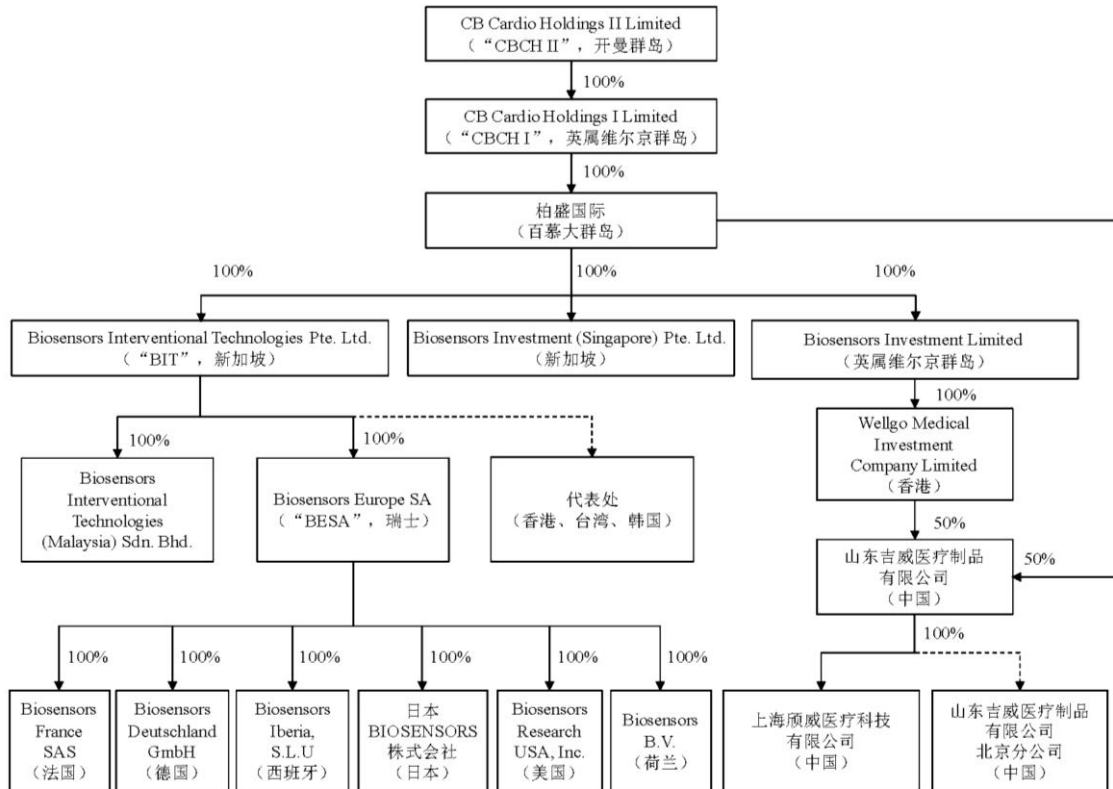 CB Cardio Holdings II Limited
（“CBCH II”，开曼群岛）
100%
CB Cardio Holdings I Limited
（“CBCH I”，英属维尔京群岛）
100%
柏盛国际
（百慕大群岛）
100%
100%
100%
Biosensors Interventional Technologies Pte. Ltd.
（“BIT”，新加坡）
Biosensors Investment (Singapore) Pte. Ltd.
（新加坡）
Biosensors Investment Limited
（英属维尔京群岛）
100%
100%
100%
Biosensors
Interventional
Technologies
(Malaysia) Sdn. Bhd.
Biosensors Europe SA
（“BESA”，瑞士）
代表处
（香港、台湾、韩国）
Wellgo Medical
Investment
Company Limited
（香港）
50%
50%
山东吉威医疗制品
有限公司
（中国）
100%
100%
100%
100%
100%
100%
100%
Biosensors
France
SAS
（法国）
Biosensors
Deutschland
GmbH
（德国）
Biosensors
Iberia,
S.L.U
（西班牙）
日本
BIOSENSORS
株式会社
（日本）
Biosensors
Research
USA, Inc.
（美国）
Biosensors
B.V.
（荷兰）
上海颀威医疗科技
有限公司
（中国）
山东吉威医疗制品
有限公司
北京分公司
（中国）